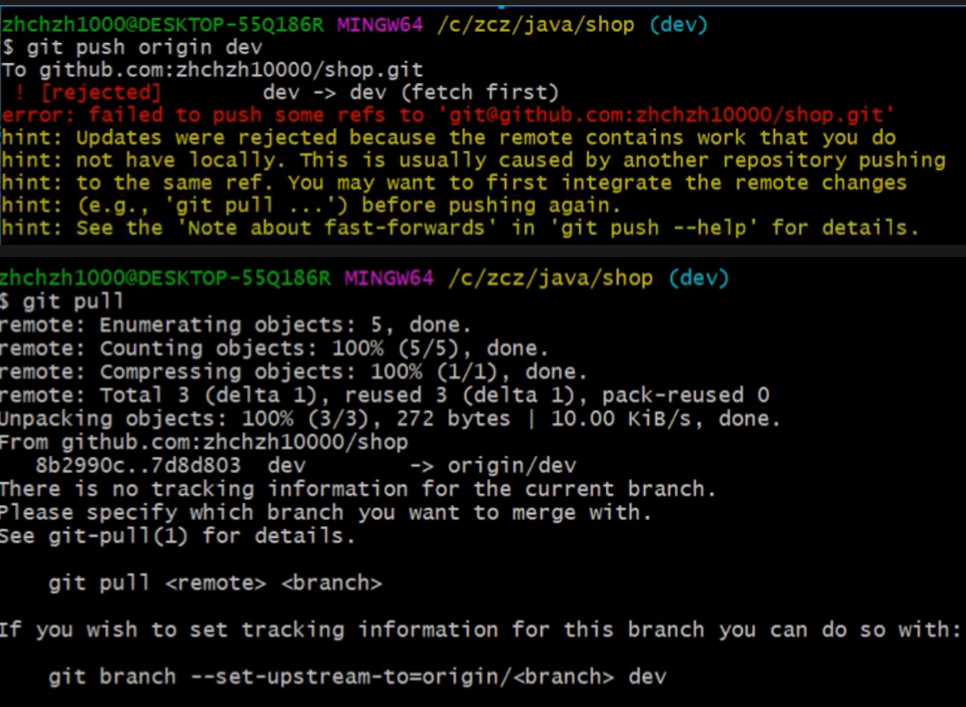 zhchzh1000@DESKTOP-55Q186R MINGW64 /c/zcz/java/shop (dev)
$ git push origin dev
To github.com:zhchzh10000/shop.git
 ! [rejected]        dev -> dev (fetch first)
error: failed to push some refs to 'git@github.com:zhchzh10000/shop.git'
hint: Updates were rejected because the remote contains work that you do
hint: not have locally. This is usually caused by another repository pushing
hint: to the same ref. You may want to first integrate the remote changes
hint: (e.g., 'git pull ...') before pushing again.
hint: See the 'Note about fast-forwards' in 'git push --help' for details.
zhchzh1000@DESKTOP-55Q186R MINGW64 /c/zcz/java/shop (dev)
$ git pull
remote: Enumerating objects: 5, done.
remote: Counting objects: 100% (5/5), done.
remote: Compressing objects: 100% (1/1), done.
remote: Total 3 (delta 1), reused 3 (delta 1), pack-reused 0
Unpacking objects: 100% (3/3), 272 bytes | 10.00 KiB/s, done.
From github.com:zhchzh10000/shop
   8b2990c..7d8d803  dev        -> origin/dev
There is no tracking information for the current branch.
Please specify which branch you want to merge with.
See git-pull(1) for details.
    git pull <remote> <branch>
If you wish to set tracking information for this branch you can do so with:
    git branch --set-upstream-to=origin/<branch> dev